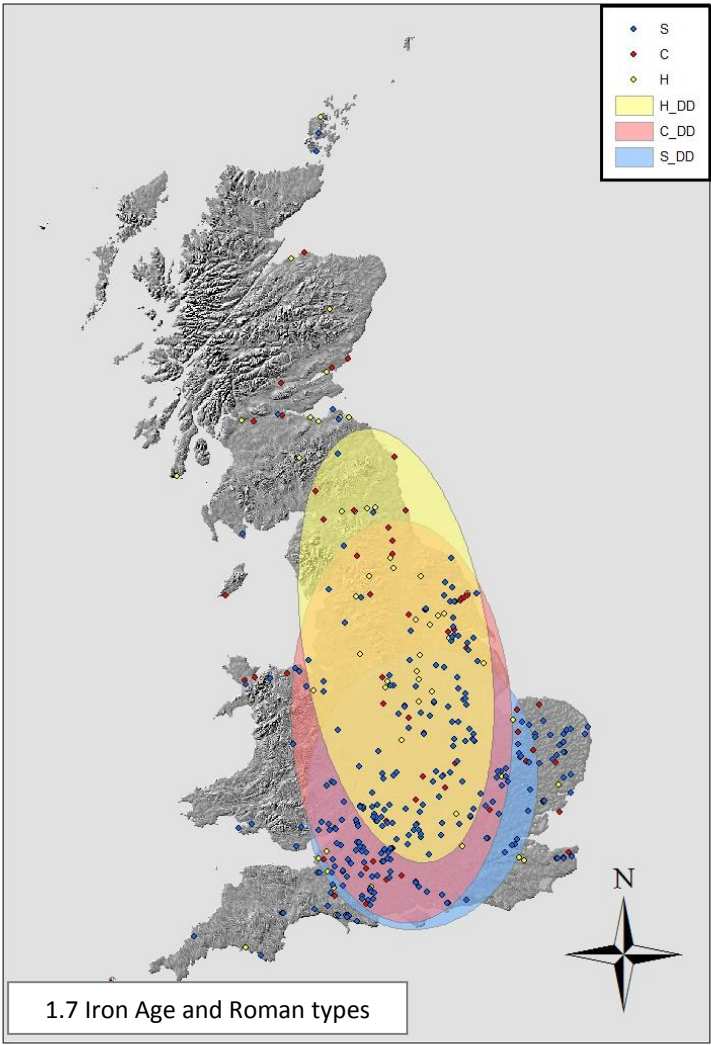 S
C
H
H_DD
C_DD
S_DD
N
1.7 Iron Age and Roman types